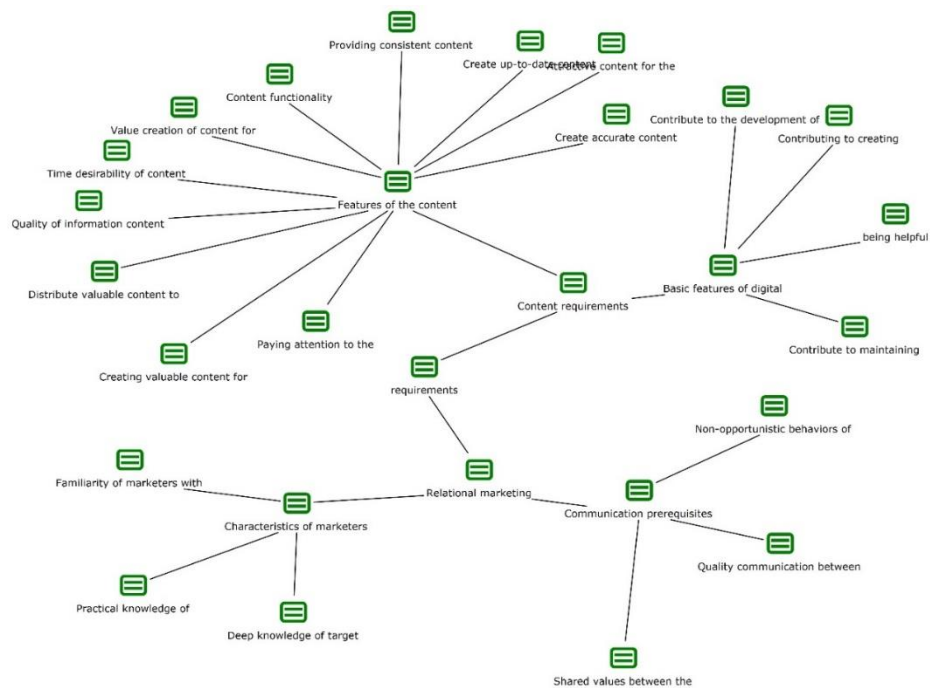 Providing consistent content
Create up-to-date content
Attractive content for the
Content functionality
Value creation of content for
Create accurate content
Contribute to the development of
Contributing to creating
Time desirability of content
Features of the content
Quality of information content
being helpful
Basic features of digital
Distribute valuable content to
Content requirements
Paying attention to the
Contribute to maintaining
Creating valuable content for
requirements
Non-opportunistic behaviors of
Familiarity of marketers with
Relational marketing
Communication prerequisites
Characteristics of marketers
Quality communication between
Practical knowledge of
Deep knowledge of target
Shared values between the